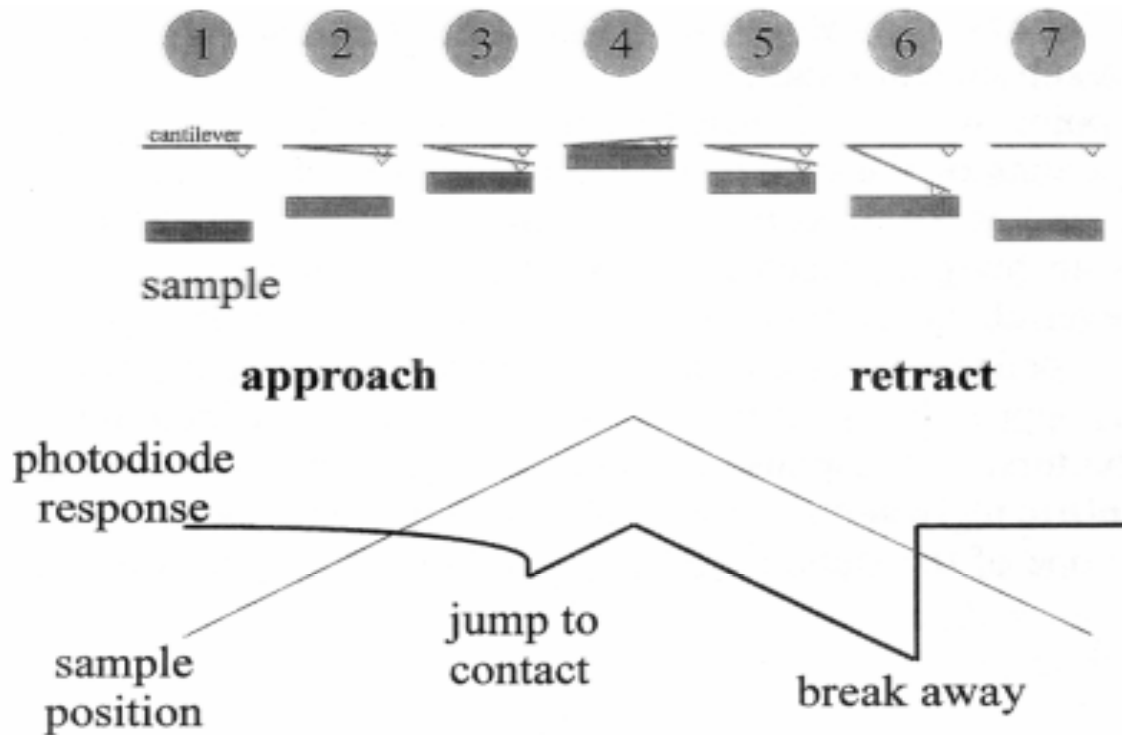 1 2 3 4 5 6 7
cantilever
sample
approach retract
photodiode
response
jump to
contact
sample
position
break away